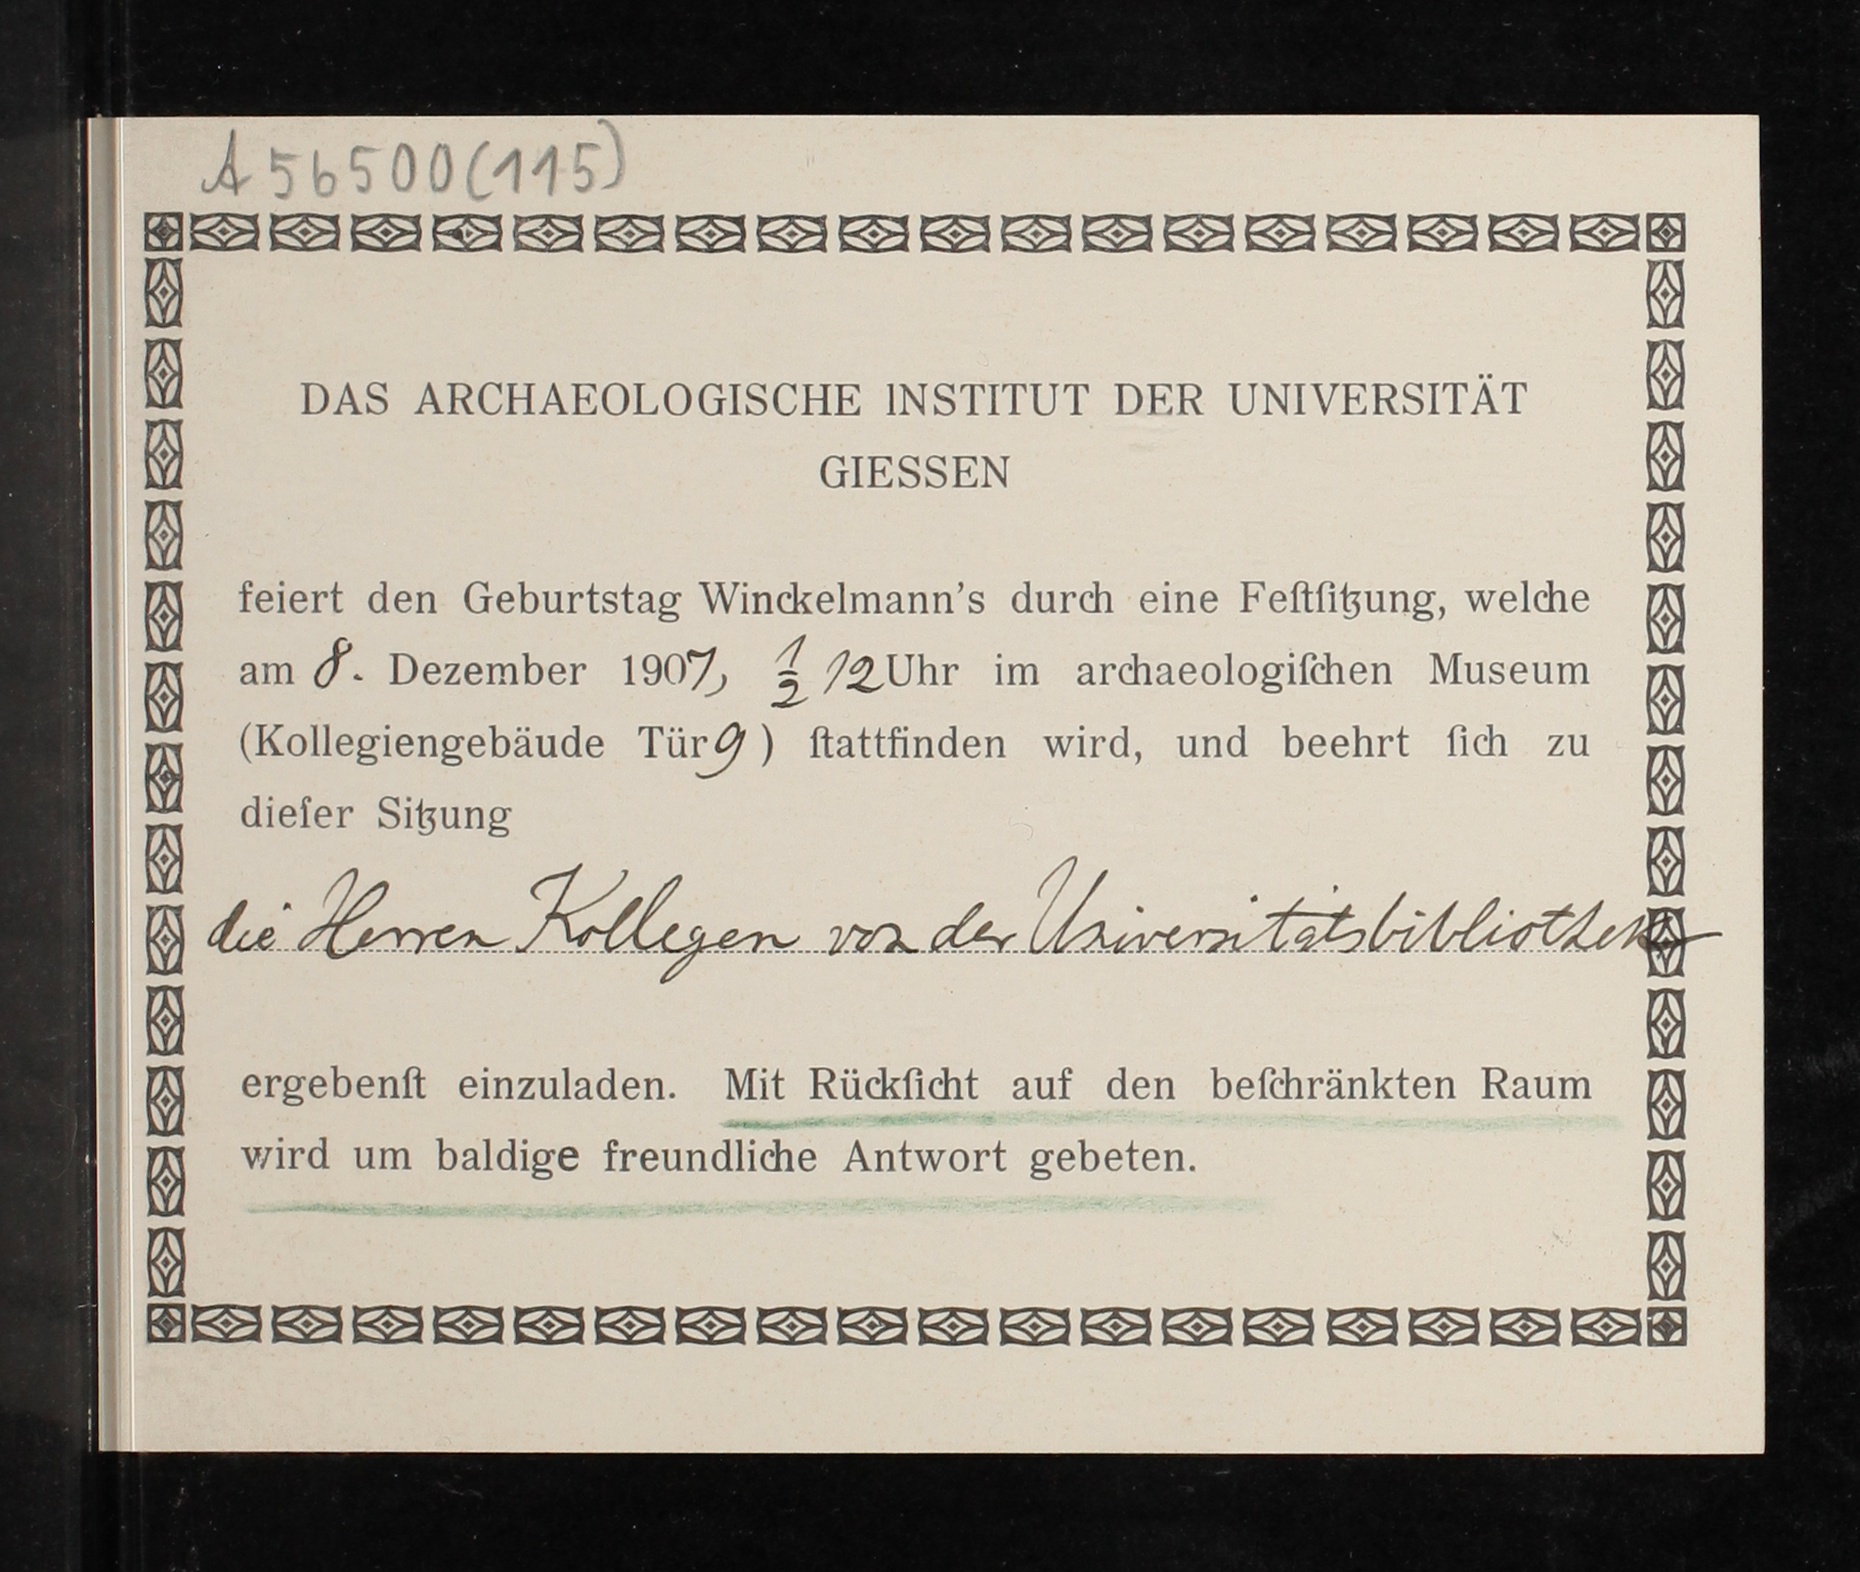 A 56500(115)
DAS ARCHAEOLOGISCHE INSTITUT DER UNIVERSITÄT
GIESSEN
feiert den Geburtstag Winckelmann's durch eine Feſtſitzung, welche
am 8. Dezember 1907, 1/2 12 Uhr im archaeologiſchen Museum
(Kollegiengebäude Tür 9) ſtattfinden wird, und beehrt ſich zu
dieſer Sitzung
die Herren Kollegen von der Universitätsbibliothek
ergebenſt einzuladen. Mit Rückſicht auf den beſchränkten Raum
wird um baldige freundliche Antwort gebeten.